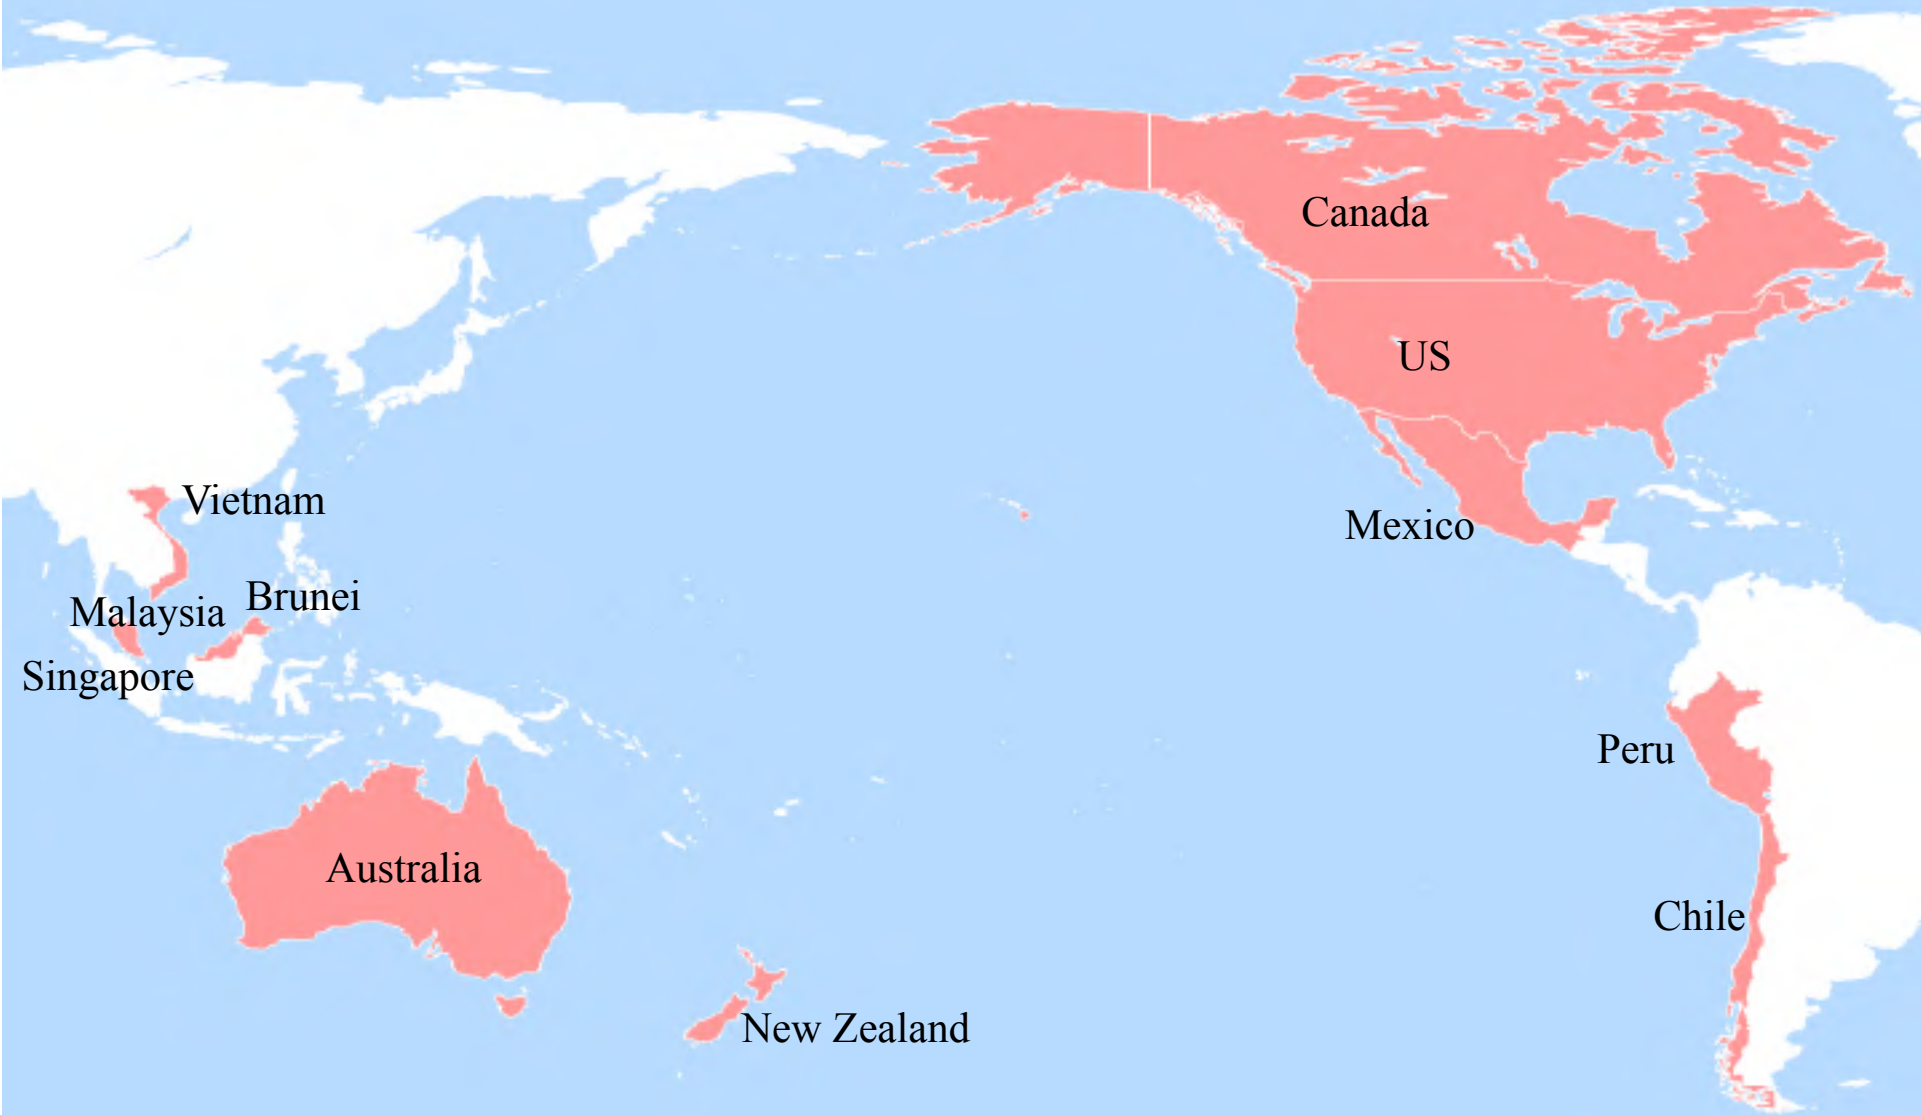 Canada
US
Vietnam
Mexico
Brunei
Malaysia
Singapore
Peru
Australia
Chile
New Zealand